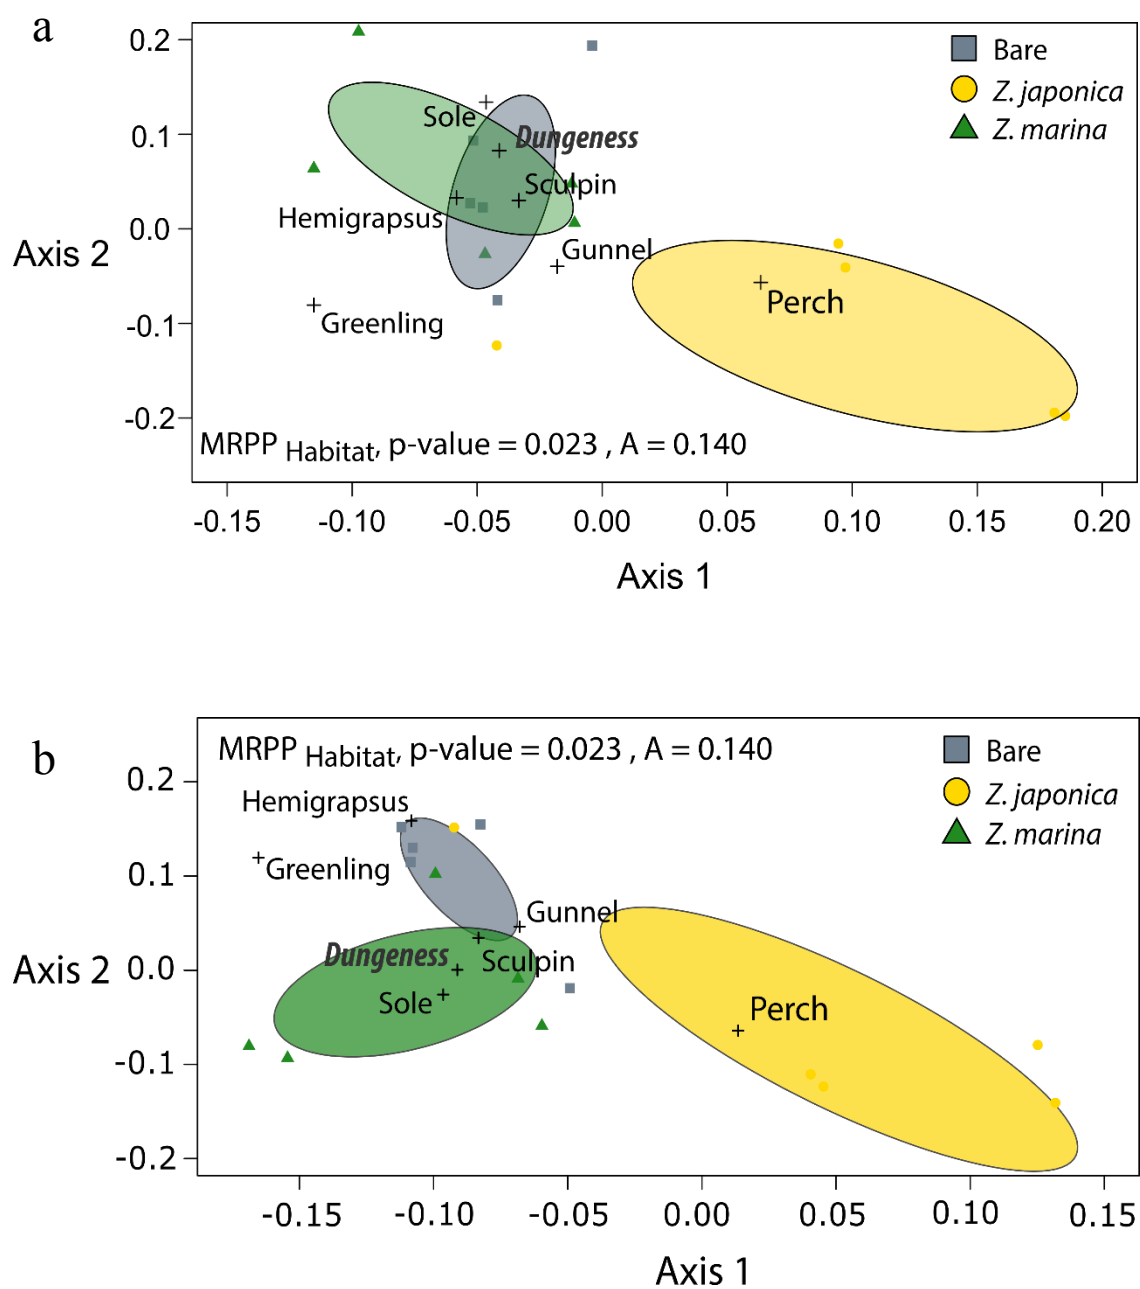 a
0.2
0.1
0.0
-0.1
-0.2
Axis 2
Bare
Z. japonica
Z. marina
Sole
Dungeness
Sculpin
Hemigrapsus
Gunnel
Perch
Greenling
MRPP Habitat, p-value = 0.023 , A = 0.140
-0.15 -0.10 -0.05 0.00 0.05 0.10 0.15 0.20
Axis 1
b
0.2
0.1
0.0
-0.1
-0.2
Axis 2
MRPP Habitat, p-value = 0.023 , A = 0.140
Bare
Z. japonica
Z. marina
Hemigrapsus
Greenling
Gunnel
Dungeness
Sculpin
Sole
Perch
-0.15 -0.10 -0.05 0.00 0.05 0.10 0.15
Axis 1